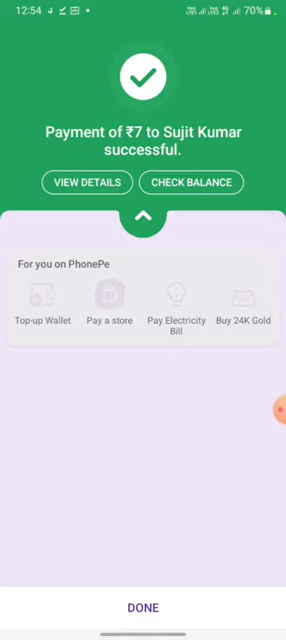 12:54 70%
Payment of ₹7 to Sujit Kumar
successful.
VIEW DETAILS CHECK BALANCE
For you on PhonePe
Top-up Wallet Pay a store Pay Electricity Bill Buy 24K Gold
DONE